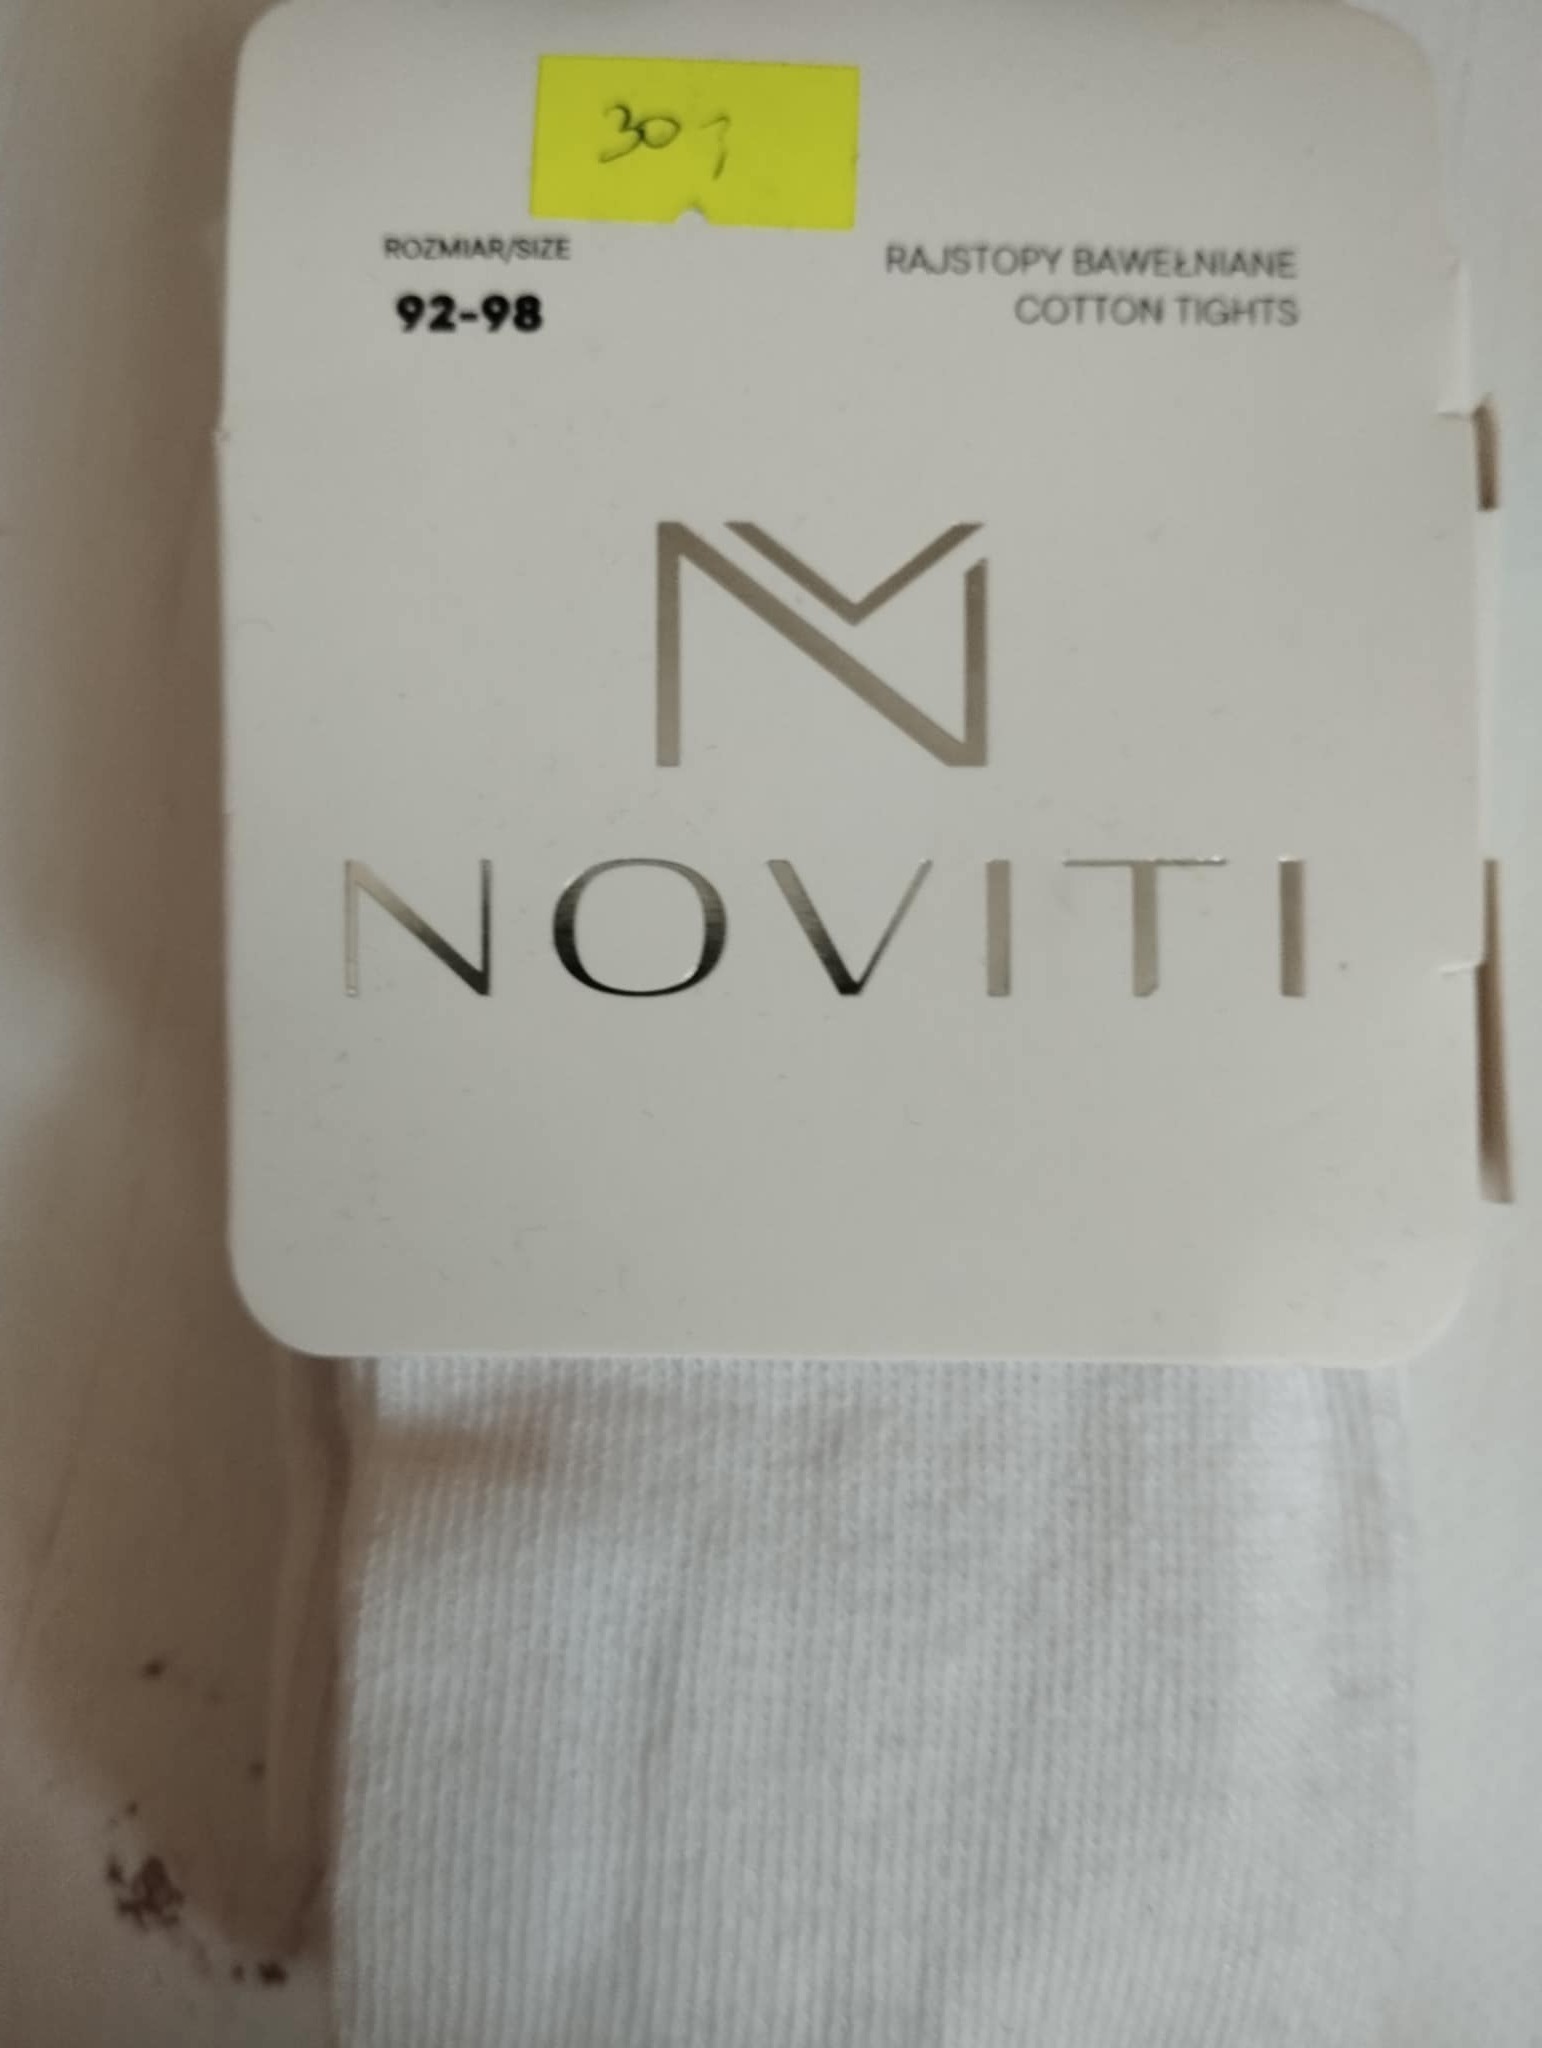 30
ROZMIAR/SIZE
92-98
RAJSTOPY BAWEŁNIANE
COTTON TIGHTS
NOVITI